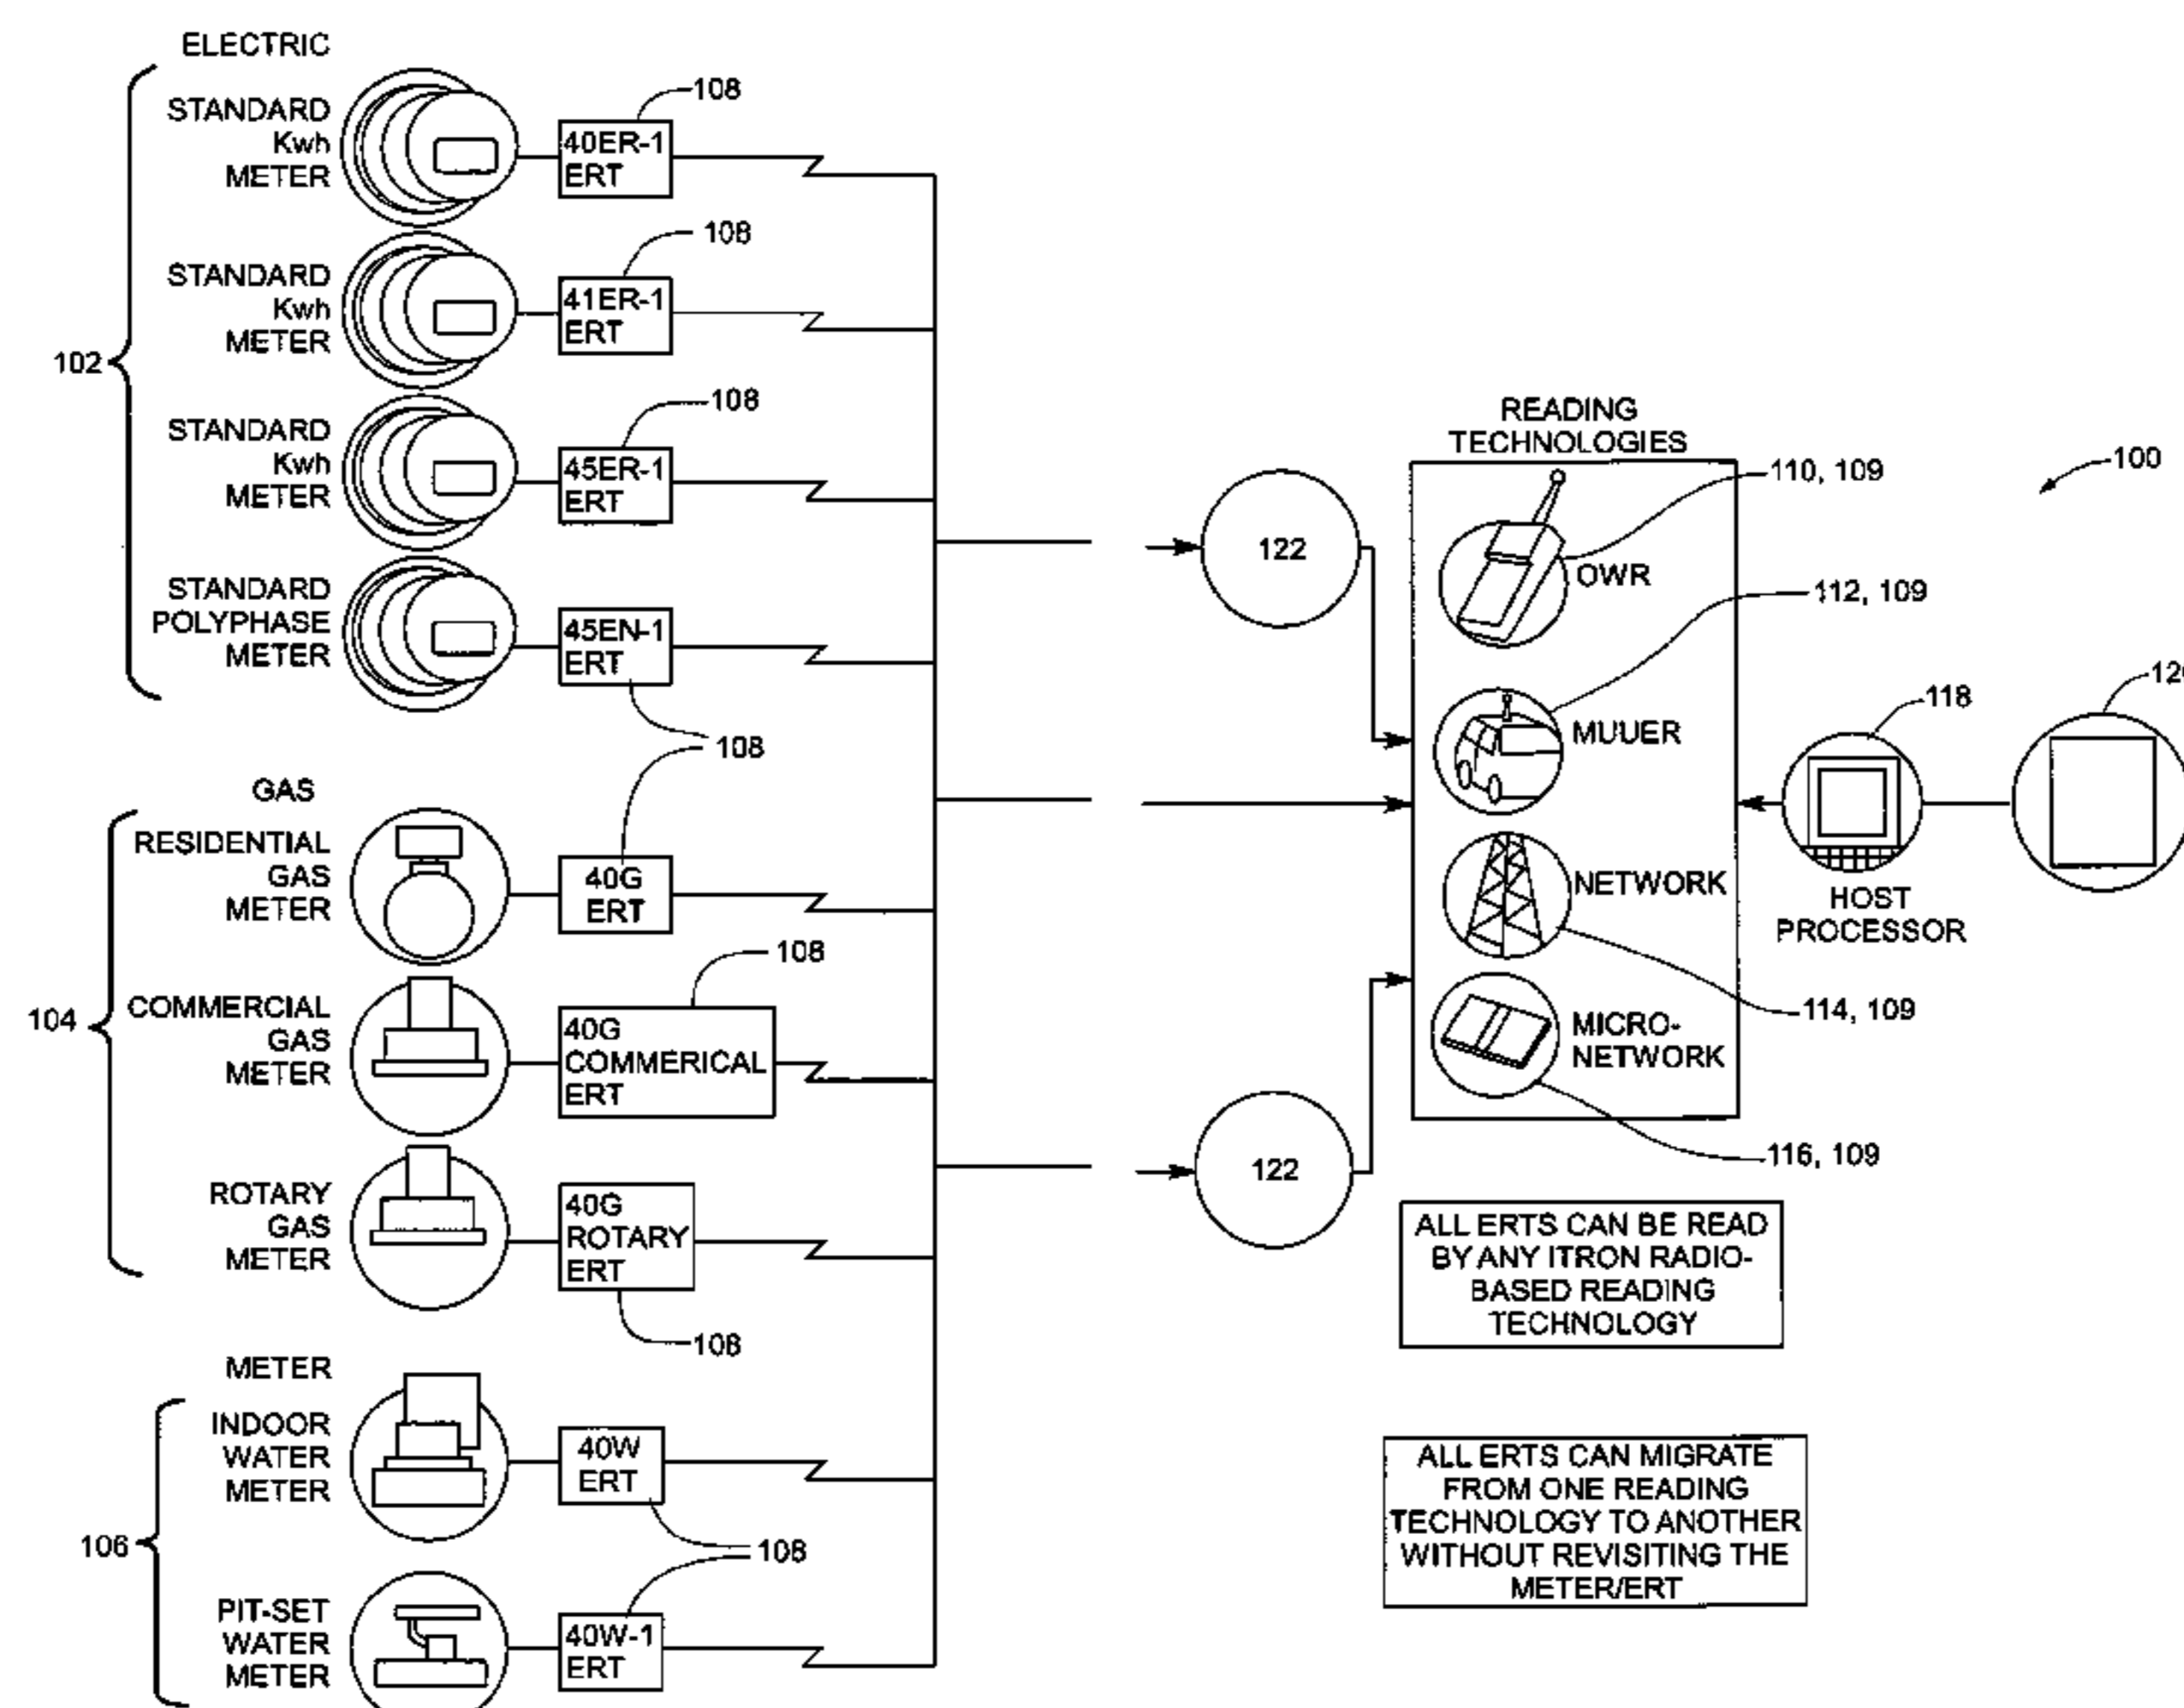 ELECTRIC
STANDARD
Kwh
METER
40ER-1
ERT
108
STANDARD
Kwh
METER
41ER-1
ERT
108
102
STANDARD
Kwh
METER
45ER-1
ERT
108
STANDARD
POLYPHASE
METER
45EN-1
ERT
108
GAS
RESIDENTIAL
GAS
METER
40G
ERT
104
COMMERCIAL
GAS
METER
40G
COMMERICAL
ERT
108
ROTARY
GAS
METER
40G
ROTARY
ERT
108
METER
INDOOR
WATER
METER
40W
ERT
106
108
PIT-SET
WATER
METER
40W-1
ERT
122
122
READING
TECHNOLOGIES
110, 109
OWR
112, 109
MUUER
NETWORK
114, 109
MICRO-
NETWORK
116, 109
100
118
HOST
PROCESSOR
ALL ERTS CAN BE READ
BY ANY ITRON RADIO-
BASED READING
TECHNOLOGY
ALL ERTS CAN MIGRATE
FROM ONE READING
TECHNOLOGY TO ANOTHER
WITHOUT REVISITING THE
METER/ERT